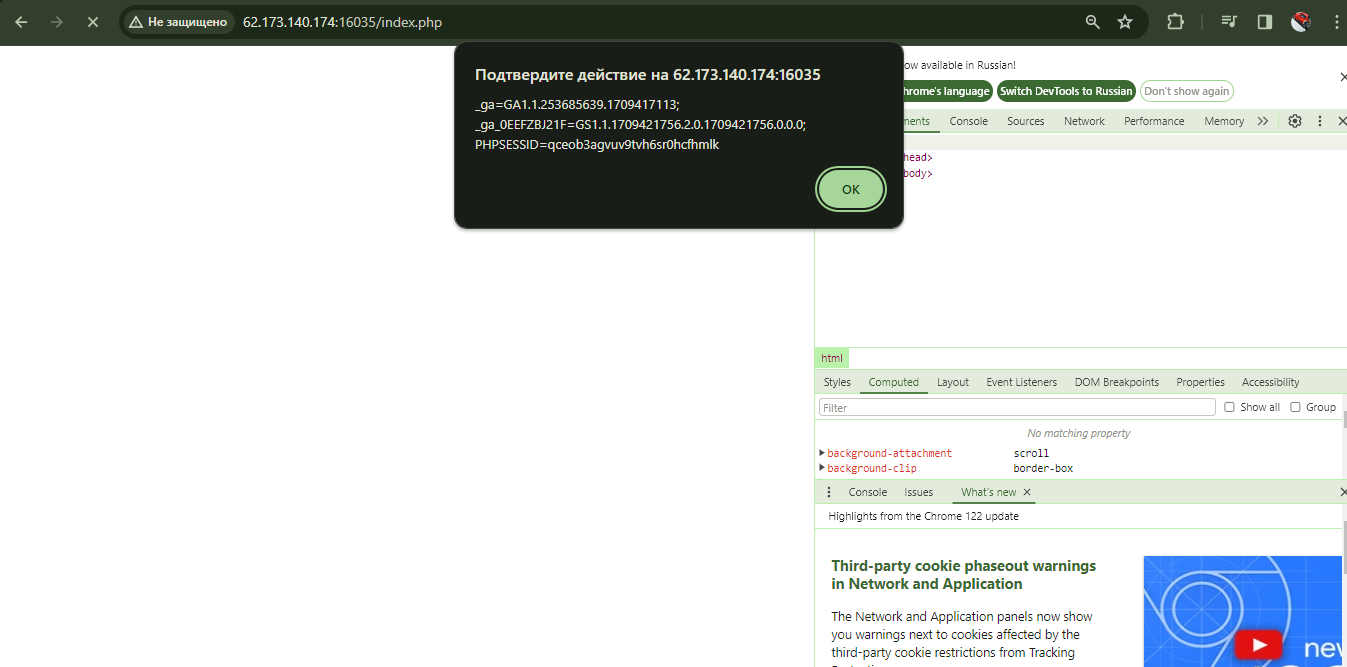 Не защищено
62.173.140.174:16035/index.php
Подтвердите действие на 62.173.140.174:16035
_ga=GA1.1.253685639.1709417113;
_ga_0EEFZBJ21F=GS1.1.1709421756.2.0.1709421756.0.0.0;
PHPSESSID=qceob3agvuv9tvh6sr0hcfhmlk
OK
ow available in Russian!
hrome's language
Switch DevTools to Russian
Don't show again
ments Console Sources Network Performance Memory
head>
body>
html
Styles Computed Layout Event Listeners DOM Breakpoints Properties Accessibility
Filter
Show all
Group
No matching property
background-attachment scroll
background-clip border-box
Console Issues What's new
Highlights from the Chrome 122 update
Third-party cookie phaseout warnings
in Network and Application
The Network and Application panels now show
you warnings next to cookies affected by the
third-party cookie restrictions from Tracking
new